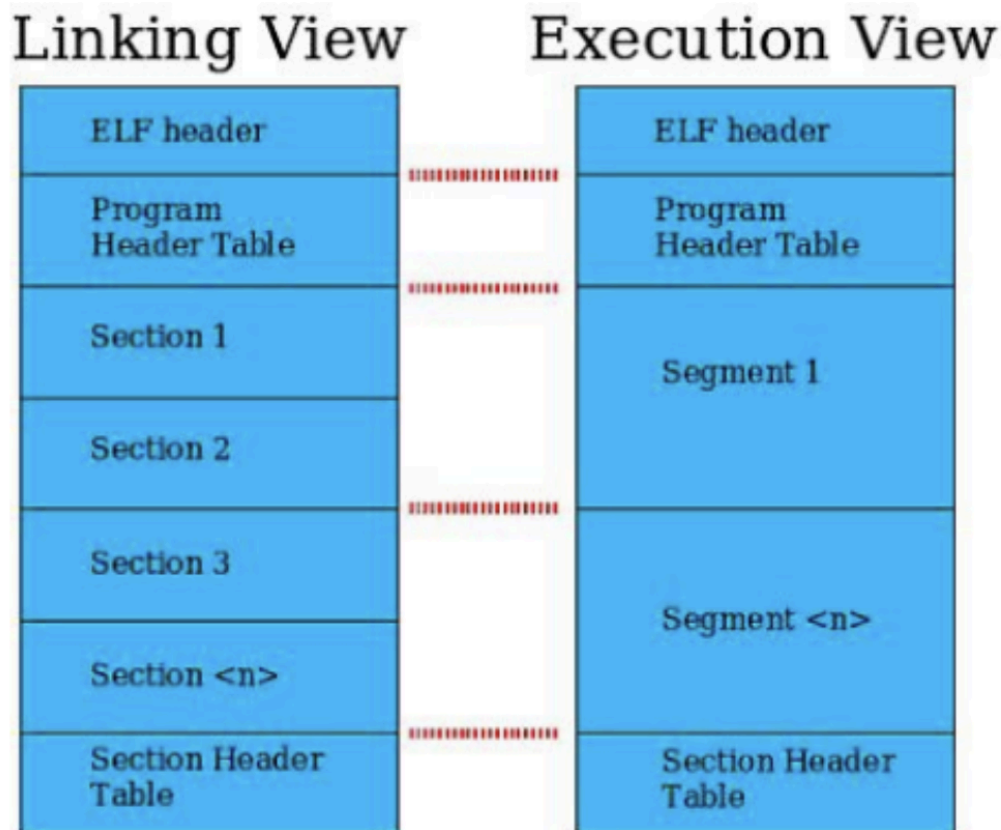 Linking View
ELF header
Program
Header Table
Section 1
Section 2
Section 3
Section <n>
Section Header
Table
Execution View
ELF header
Program
Header Table
Segment 1
Segment <n>
Section Header
Table